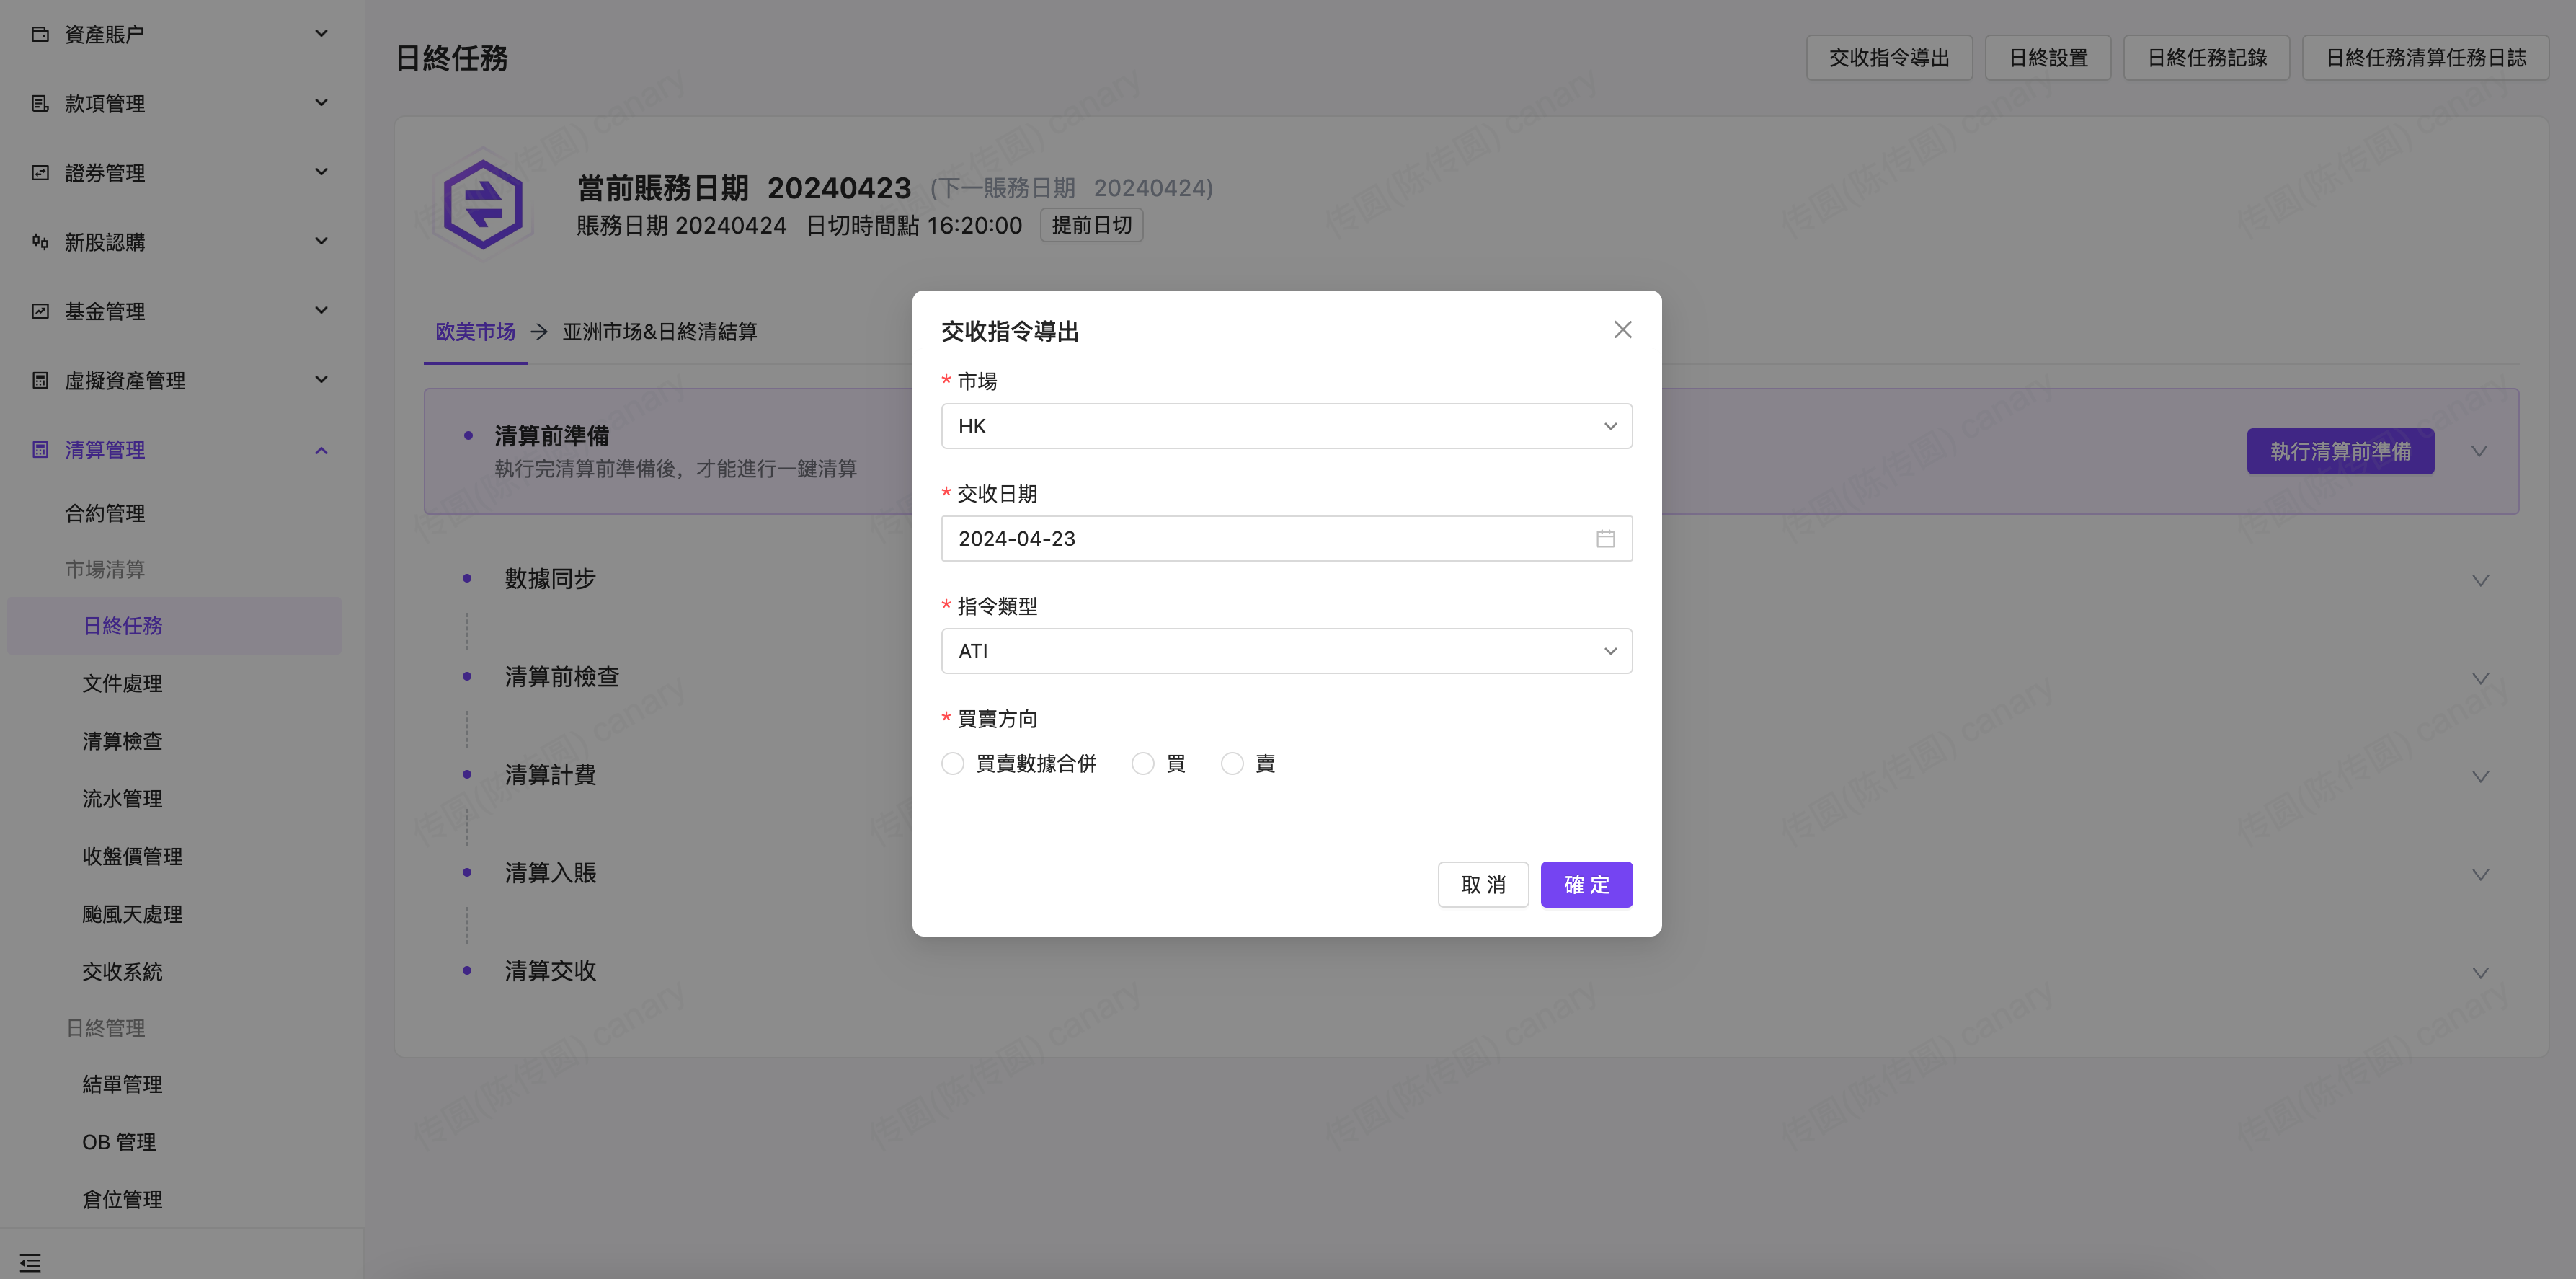 資產賬户
款項管理
證券管理
新股認購
基金管理
虛擬資產管理
清算管理
合約管理
市場清算
日終任務
文件處理
清算檢查
流水管理
收盤價管理
颱風天處理
交收系統
日終管理
結單管理
OB 管理
倉位管理
日終任務
交收指令導出
日終設置
日終任務記錄
日終任務清算任務日誌
當前賬務日期 20240423 (下一賬務日期 20240424)
賬務日期 20240424 日切時間點 16:20:00 提前日切
欧美市场 → 亚洲市场&日終清結算
清算前準備
執行完清算前準備後，才能進行一鍵清算
執行清算前準備
數據同步
清算前檢查
清算計費
清算入賬
清算交收
交收指令導出
* 市場
HK
* 交收日期
2024-04-23
* 指令類型
ATI
* 買賣方向
買賣數據合併 買 賣
取 消 確 定
传圆(陈传圆) canary